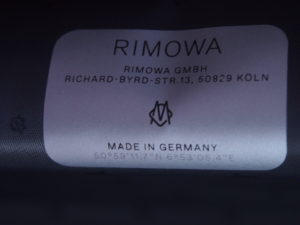 RIMOWA
RIMOWA GMBH
RICHARD-BYRD-STR.13, 50829 KÖLN
MADE IN GERMANY
50°59'11,7"N 6°53'05,4"E